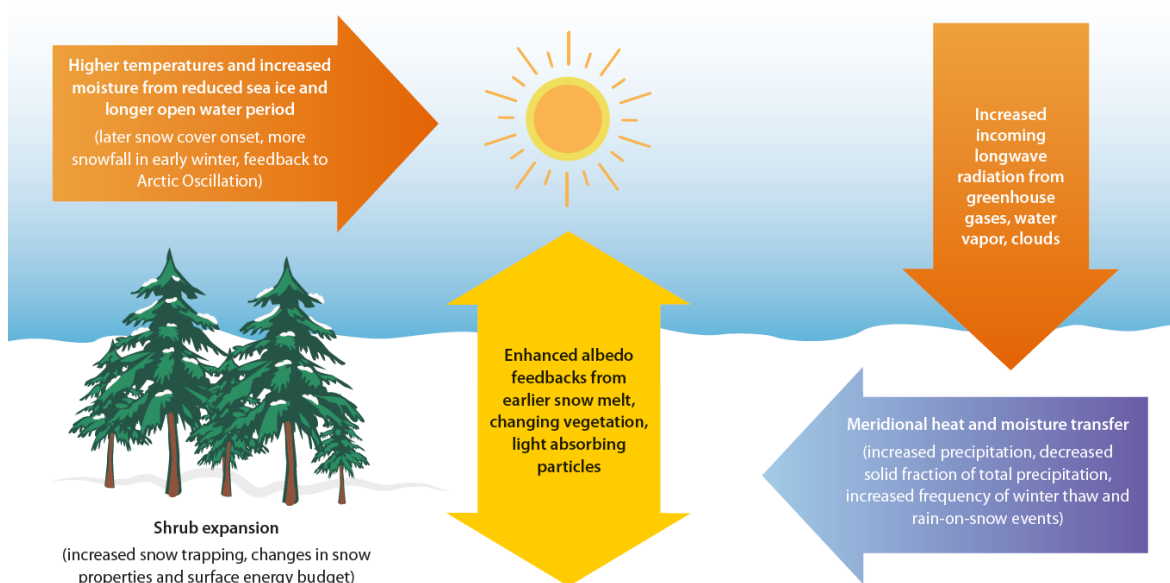 Higher temperatures and increased
moisture from reduced sea ice and
longer open water period
(later snow cover onset, more
snowfall in early winter, feedback to
Arctic Oscillation)
Increased
incoming
longwave
radiation from
greenhouse
gases, water
vapor, clouds
Enhanced albedo
feedbacks from
earlier snow melt,
changing vegetation,
light absorbing
particles
Meridional heat and moisture transfer
(increased precipitation, decreased
solid fraction of total precipitation,
increased frequency of winter thaw and
rain-on-snow events)
Shrub expansion
(increased snow trapping, changes in snow
properties and surface energy budget)